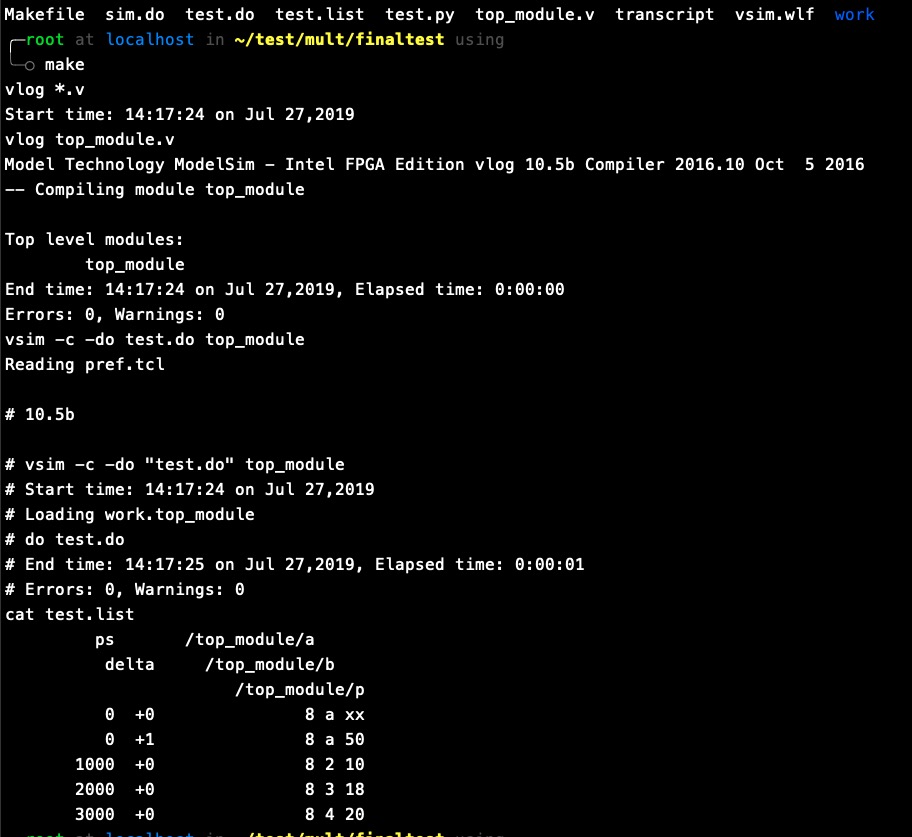 Makefile  sim.do  test.do  test.list  test.py  top_module.v  transcript  vsim.wlf  work
root at localhost in ~/test/mult/finaltest using
make
vlog *.v
Start time: 14:17:24 on Jul 27,2019
vlog top_module.v
Model Technology ModelSim - Intel FPGA Edition vlog 10.5b Compiler 2016.10 Oct  5 2016
-- Compiling module top_module
Top level modules:
        top_module
End time: 14:17:24 on Jul 27,2019, Elapsed time: 0:00:00
Errors: 0, Warnings: 0
vsim -c -do test.do top_module
Reading pref.tcl
# 10.5b
# vsim -c -do "test.do" top_module
# Start time: 14:17:24 on Jul 27,2019
# Loading work.top_module
# do test.do
# End time: 14:17:25 on Jul 27,2019, Elapsed time: 0:00:01
# Errors: 0, Warnings: 0
cat test.list
         ps       /top_module/a
          delta     /top_module/b
                       /top_module/p
          0  +0               8 a xx
          0  +1               8 a 50
       1000  +0               8 2 10
       2000  +0               8 3 18
       3000  +0               8 4 20
root at localhost in ~/test/mult/finaltest using